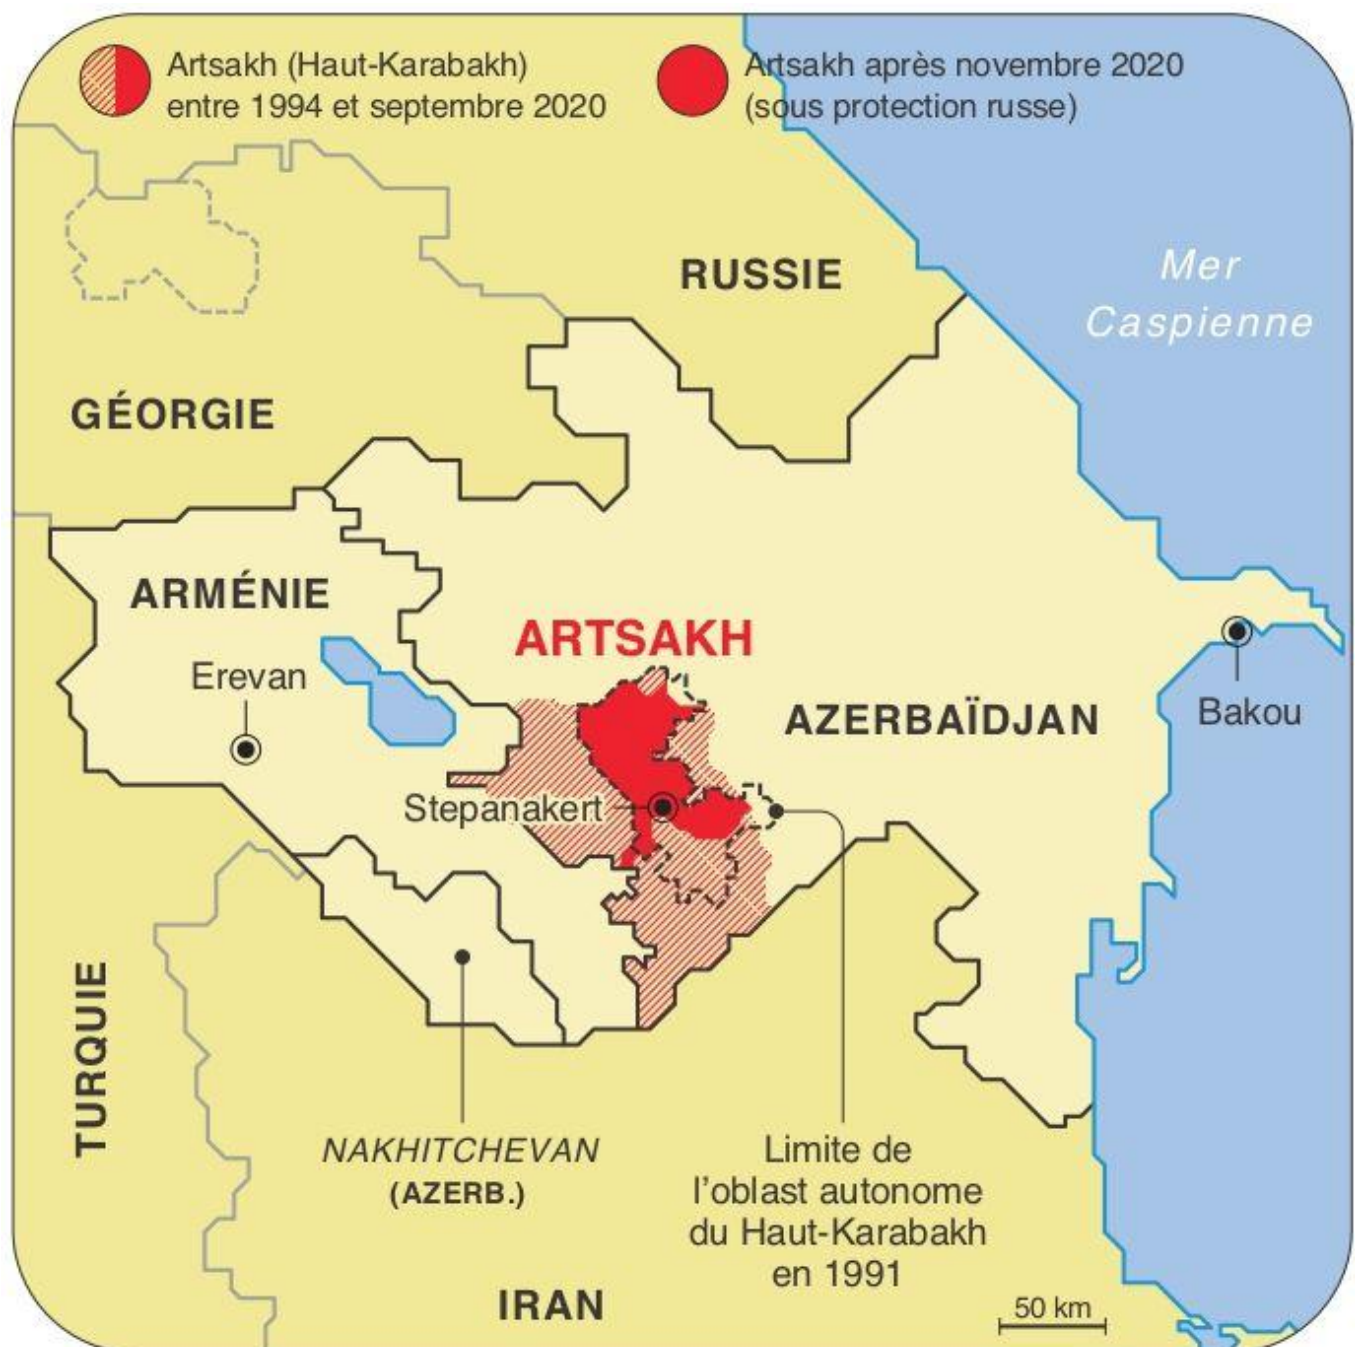 Artsakh (Haut-Karabakh)
entre 1994 et septembre 2020
Artsakh après novembre 2020
(sous protection russe)
RUSSIE
Mer
Caspienne
GÉORGIE
ARMÉNIE
Erevan
ARTSAKH
AZERBAÏDJAN
Bakou
Stepanakert
TURQUIE
NAKHITCHEVAN
(AZERB.)
Limite de
l'oblast autonome
du Haut-Karabakh
en 1991
IRAN
50 km